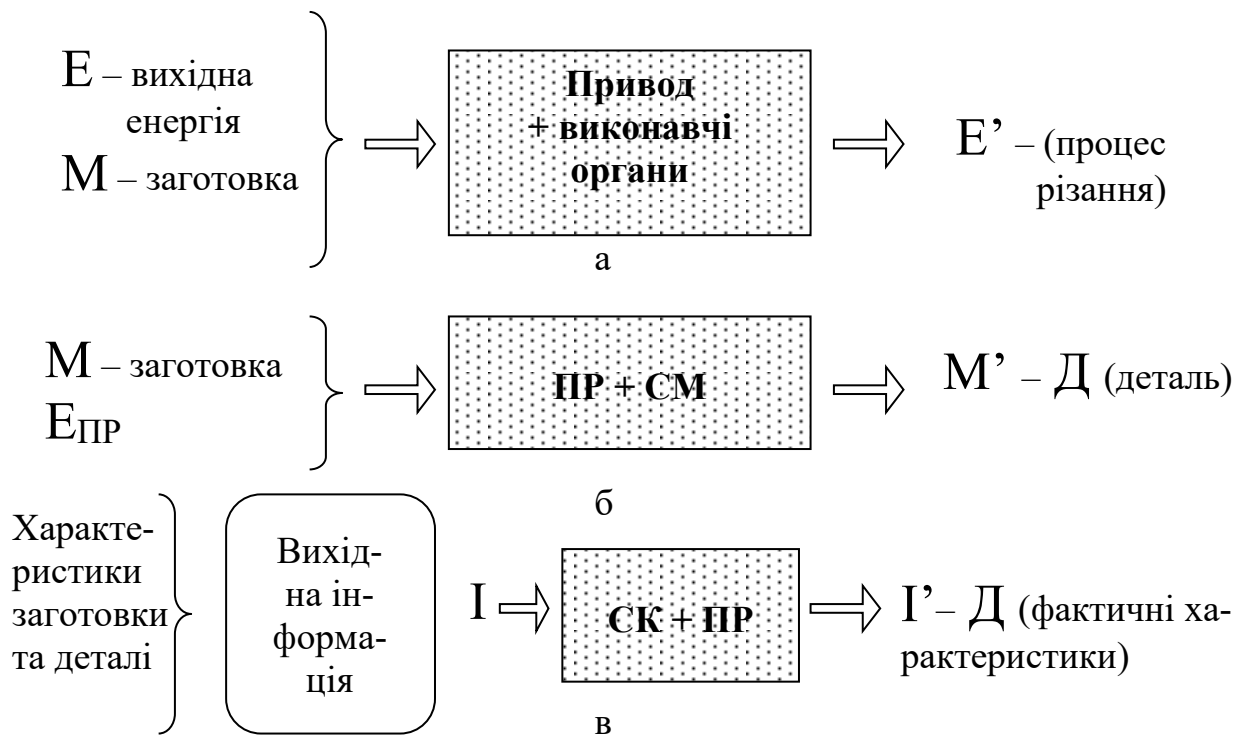 Е – вихідна
енергія
М – заготовка
Привод
+ виконавчі
органи
Е’ – (процес
різання)
а
М – заготовка
ЕПР
ПР + СМ
М’ – Д (деталь)
б
Характе-
ристики
заготовки
та деталі
Вихід-
на ін-
форма-
ція
І
СК + ПР
І’– Д (фактичні ха-
рактеристики)
в